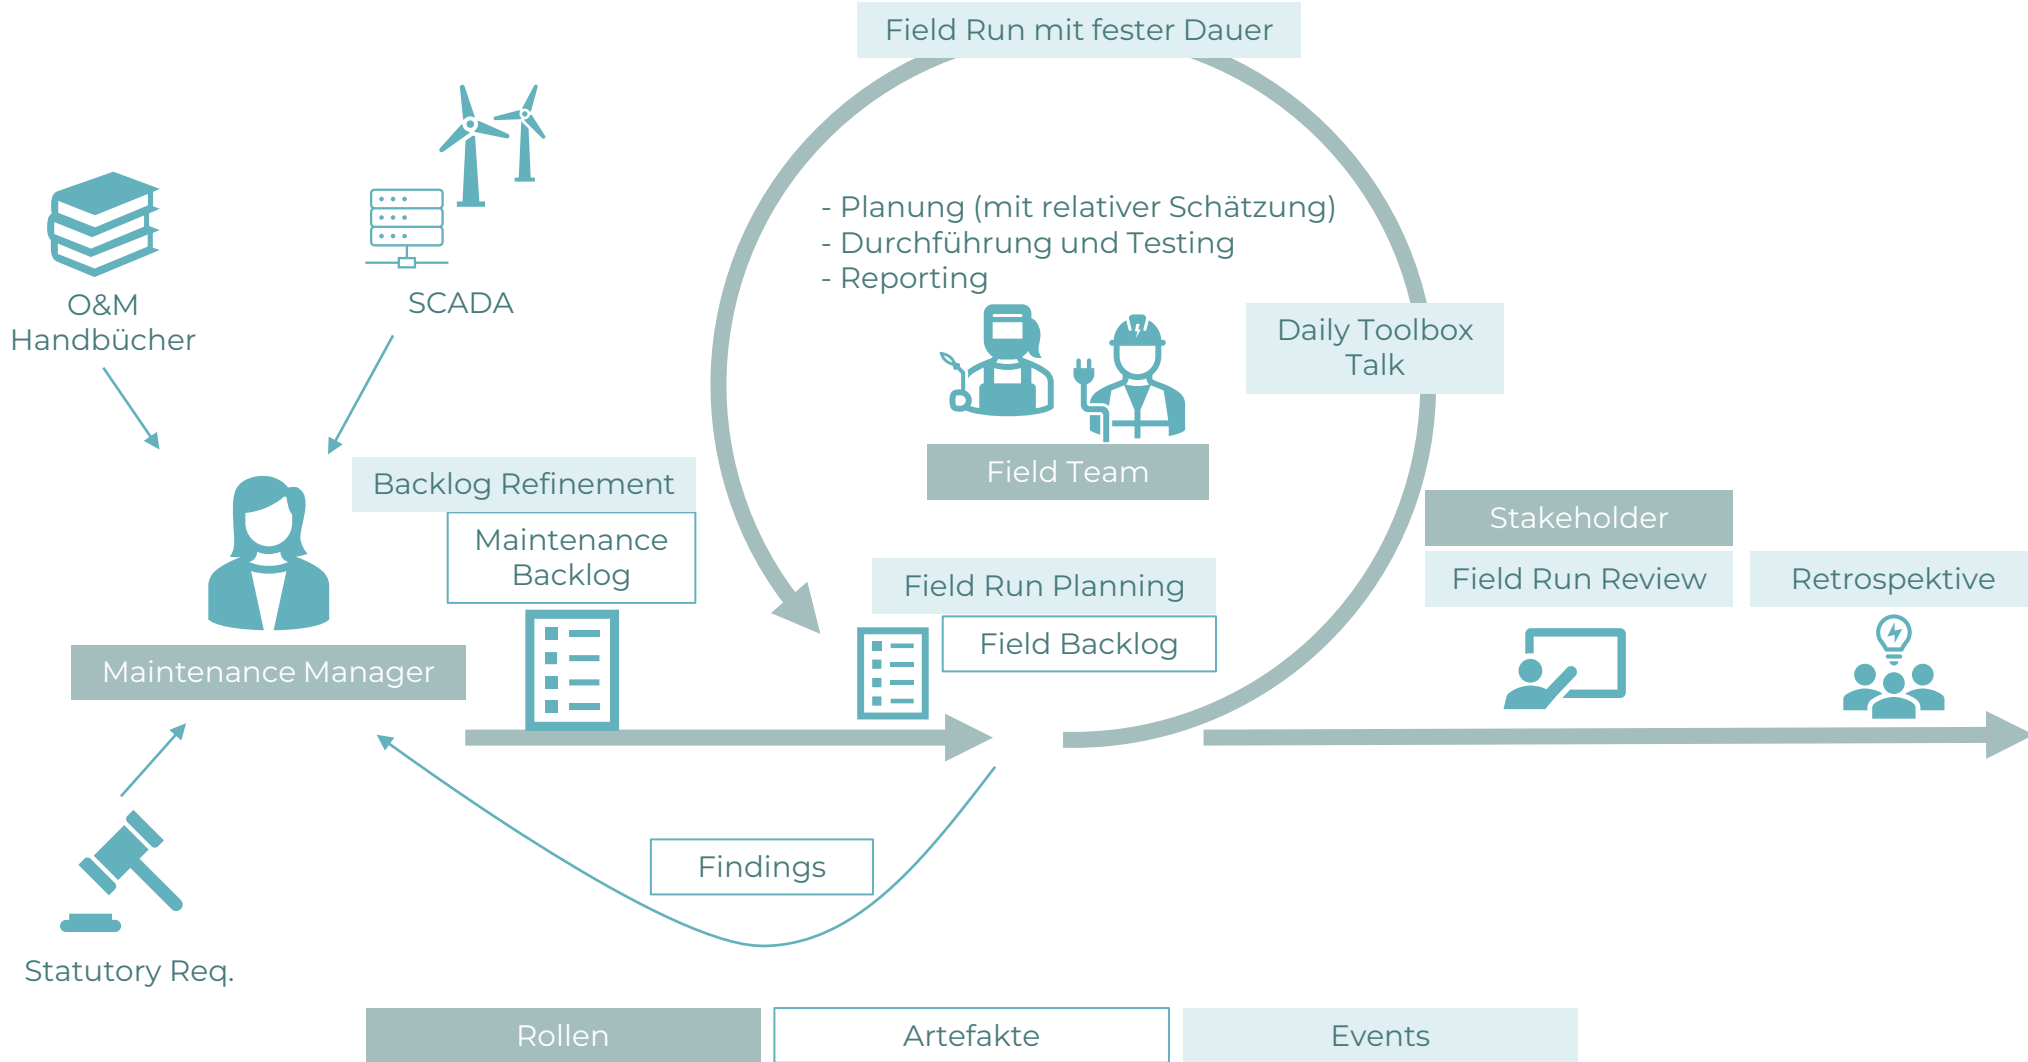 Field Run mit fester Dauer
- Planung (mit relativer Schätzung)
- Durchführung und Testing
- Reporting
O&M
Handbücher
SCADA
Daily Toolbox
Talk
Field Team
Backlog Refinement
Maintenance
Backlog
Stakeholder
Field Run Planning
Field Run Review
Retrospektive
Field Backlog
Maintenance Manager
Findings
Statutory Req.
Rollen
Artefakte
Events